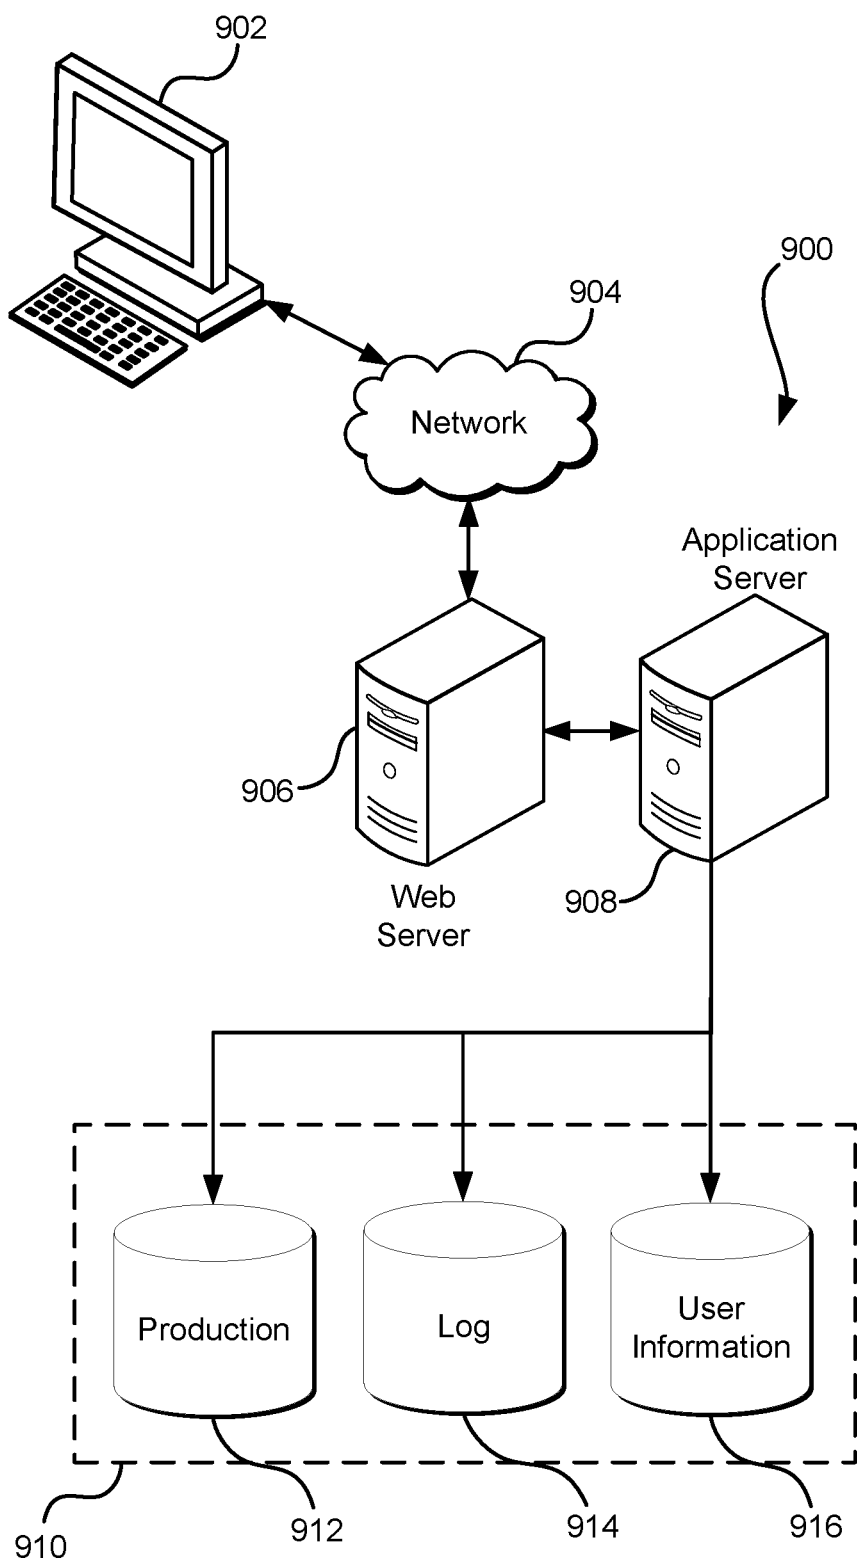 902
900
904
Network
Application
Server
906
Web
Server
908
Production
Log
User
Information
910
912
914
916